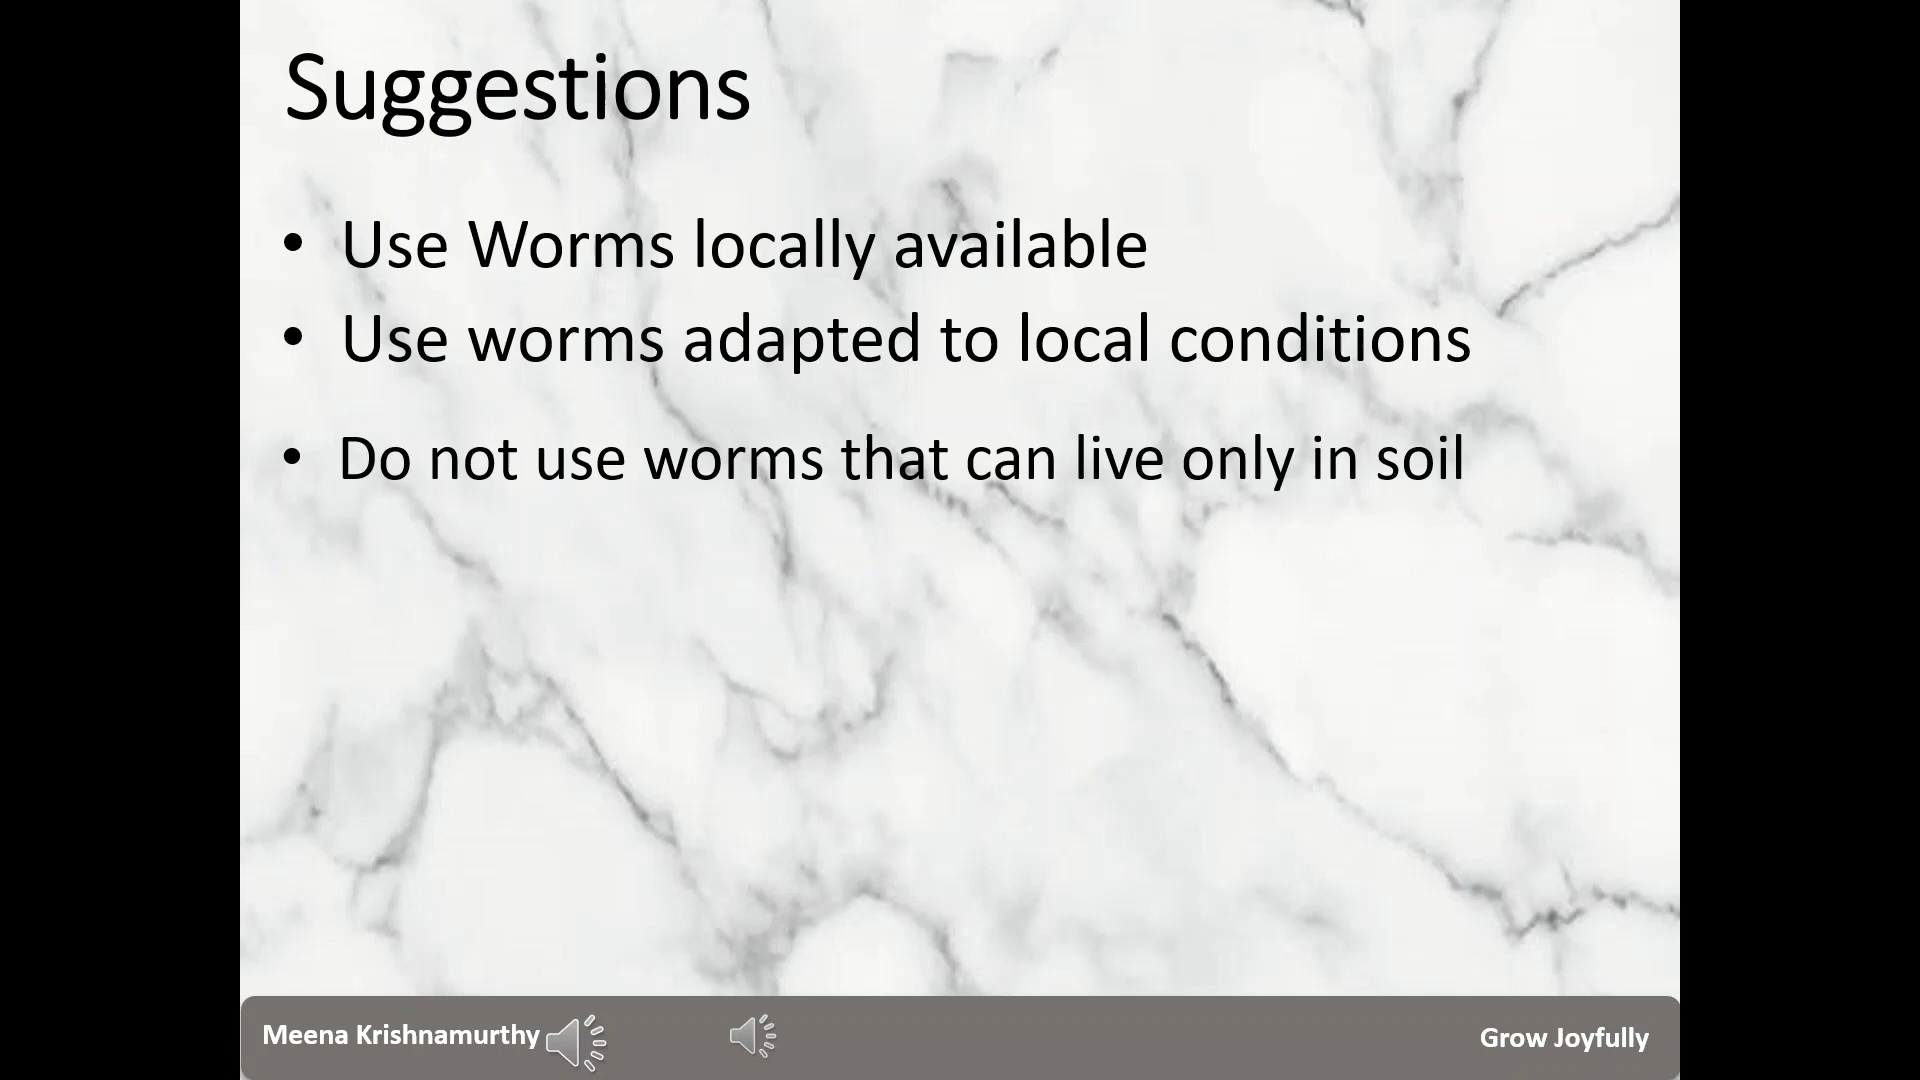 Suggestions
• Use Worms locally available
• Use worms adapted to local conditions
• Do not use worms that can live only in soil
Meena Krishnamurthy
Grow Joyfully